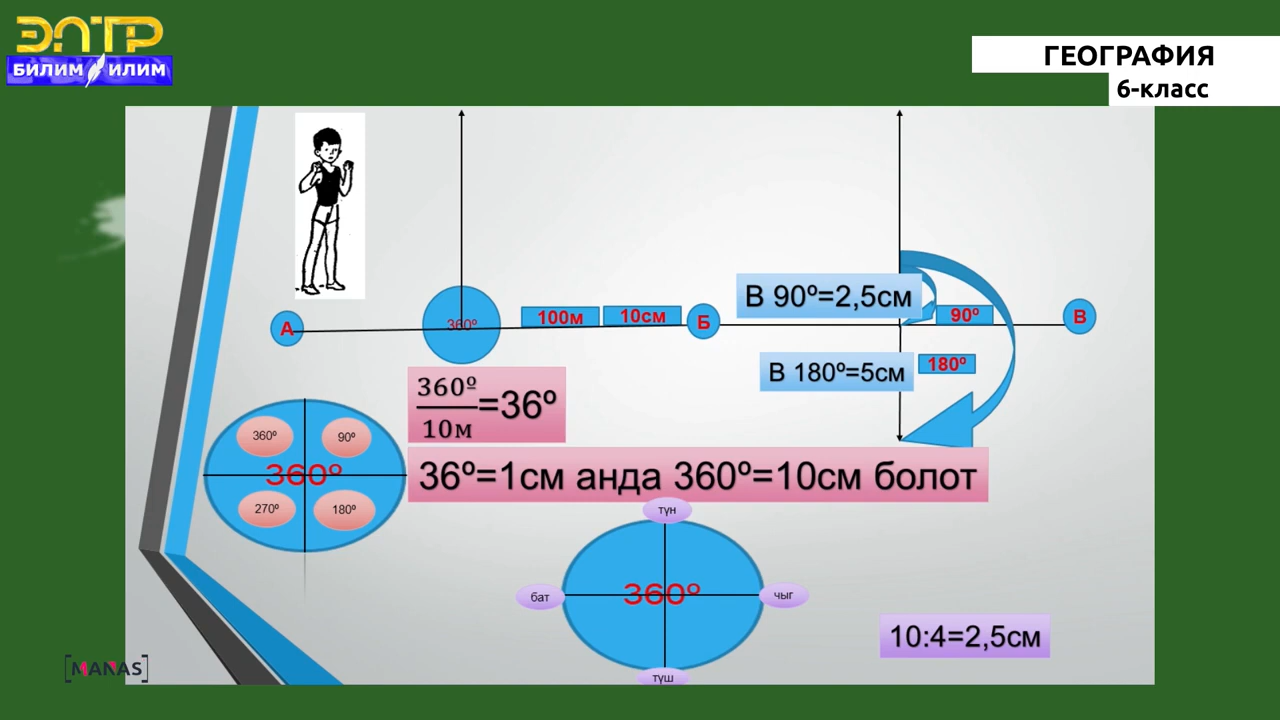 ЭЛТР
БИЛИМ ИЛИМ
ГЕОГРАФИЯ
6-класс
А
360º
100м
10см
Б
В 90º=2,5см
90º
В
В 180º=5см
180º
360º
10м
=36º
36º=1см анда 360º=10см болот
360º
90º
360º
270º
180º
түн
бат
360º
чыг
түш
10:4=2,5см
[MANAS]